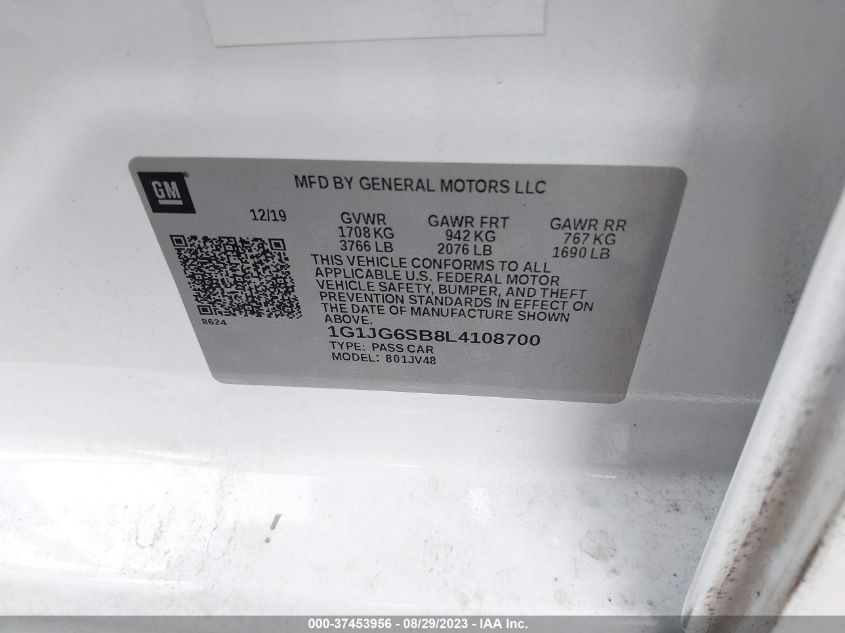 GM
MFD BY GENERAL MOTORS LLC
12/19 GVWR GAWR FRT GAWR RR
1708 KG 942 KG 767 KG
3766 LB 2076 LB 1690 LB
THIS VEHICLE CONFORMS TO ALL
APPLICABLE U.S. FEDERAL MOTOR
VEHICLE SAFETY, BUMPER, AND THEFT
PREVENTION STANDARDS IN EFFECT ON
THE DATE OF MANUFACTURE SHOWN
ABOVE.
8624
1G1JG6SB8L4108700
TYPE: PASS CAR
MODEL: 801JV48
000-37453956 - 08/29/2023 - IAA Inc.